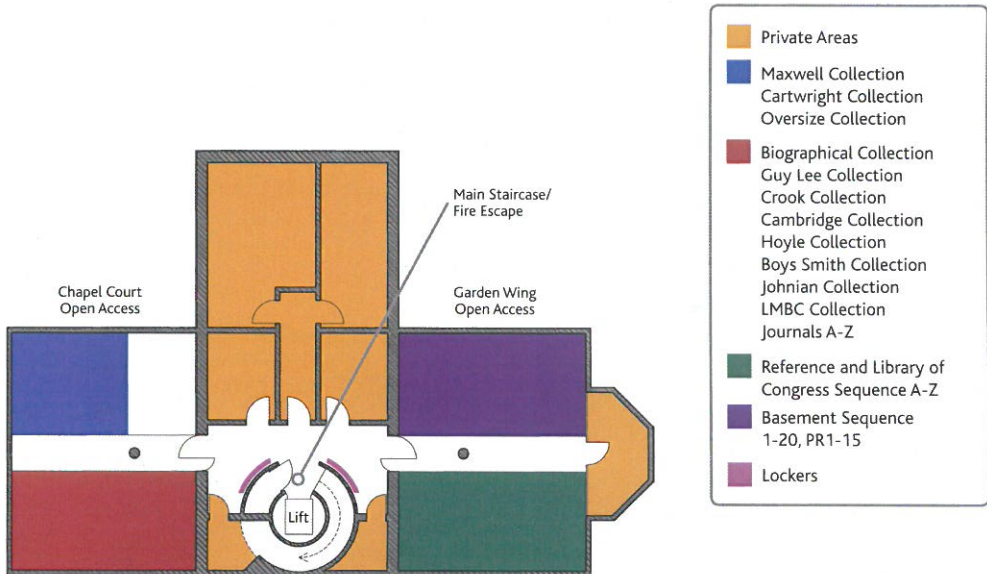 Main Staircase/
Fire Escape
Chapel Court
Open Access
Garden Wing
Open Access
Lift
Private Areas
Maxwell Collection
Cartwright Collection
Oversize Collection
Biographical Collection
Guy Lee Collection
Crook Collection
Cambridge Collection
Hoyle Collection
Boys Smith Collection
Johnian Collection
LMBC Collection
Journals A-Z
Reference and Library of
Congress Sequence A-Z
Basement Sequence
1-20, PR1-15
Lockers